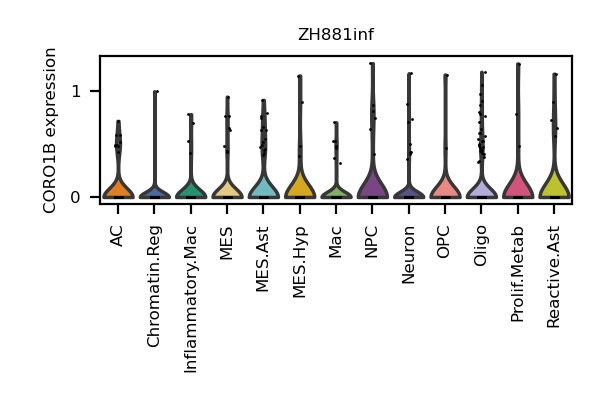 ZH881inf
CORO1B expression
1
0
AC
Chromatin.Reg
Inflammatory.Mac
MES
MES.Ast
MES.Hyp
Mac
NPC
Neuron
OPC
Oligo
Prolif.Metab
Reactive.Ast